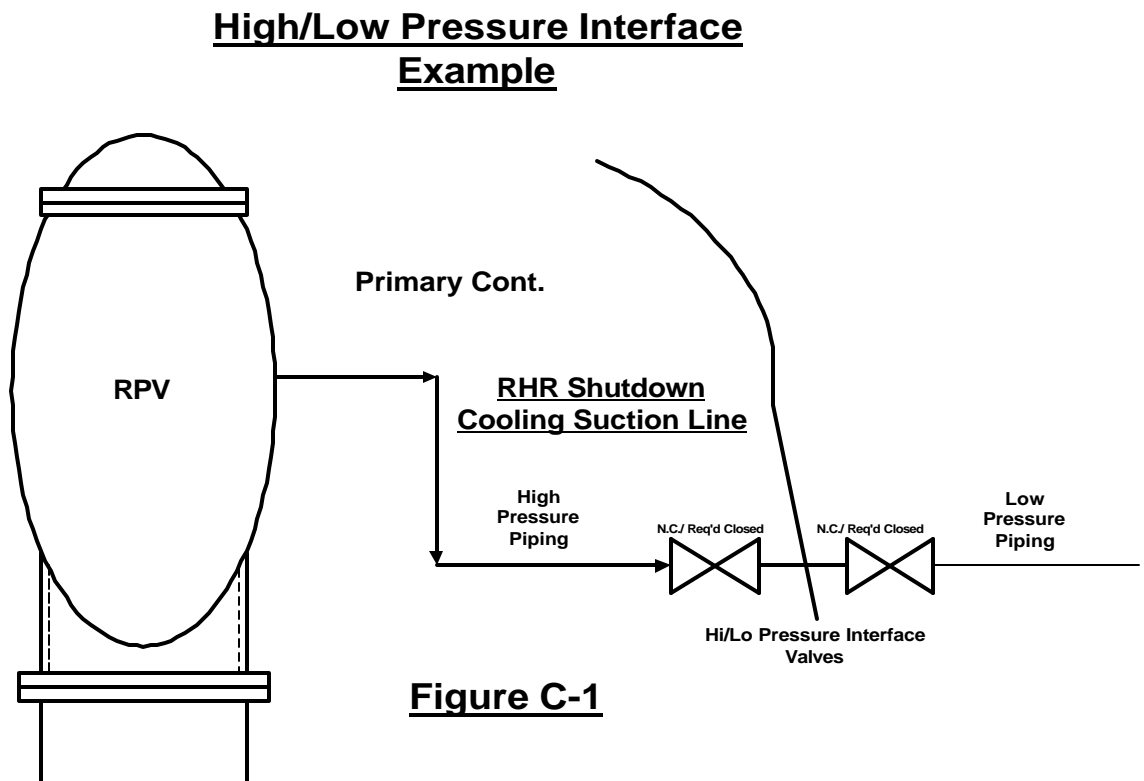 High/Low Pressure Interface
Example
Primary Cont.
RPV
RHR Shutdown
Cooling Suction Line
High
Pressure
Piping
N.C./ Req'd Closed
N.C./ Req'd Closed
Low
Pressure
Piping
Hi/Lo Pressure Interface
Valves
Figure C-1